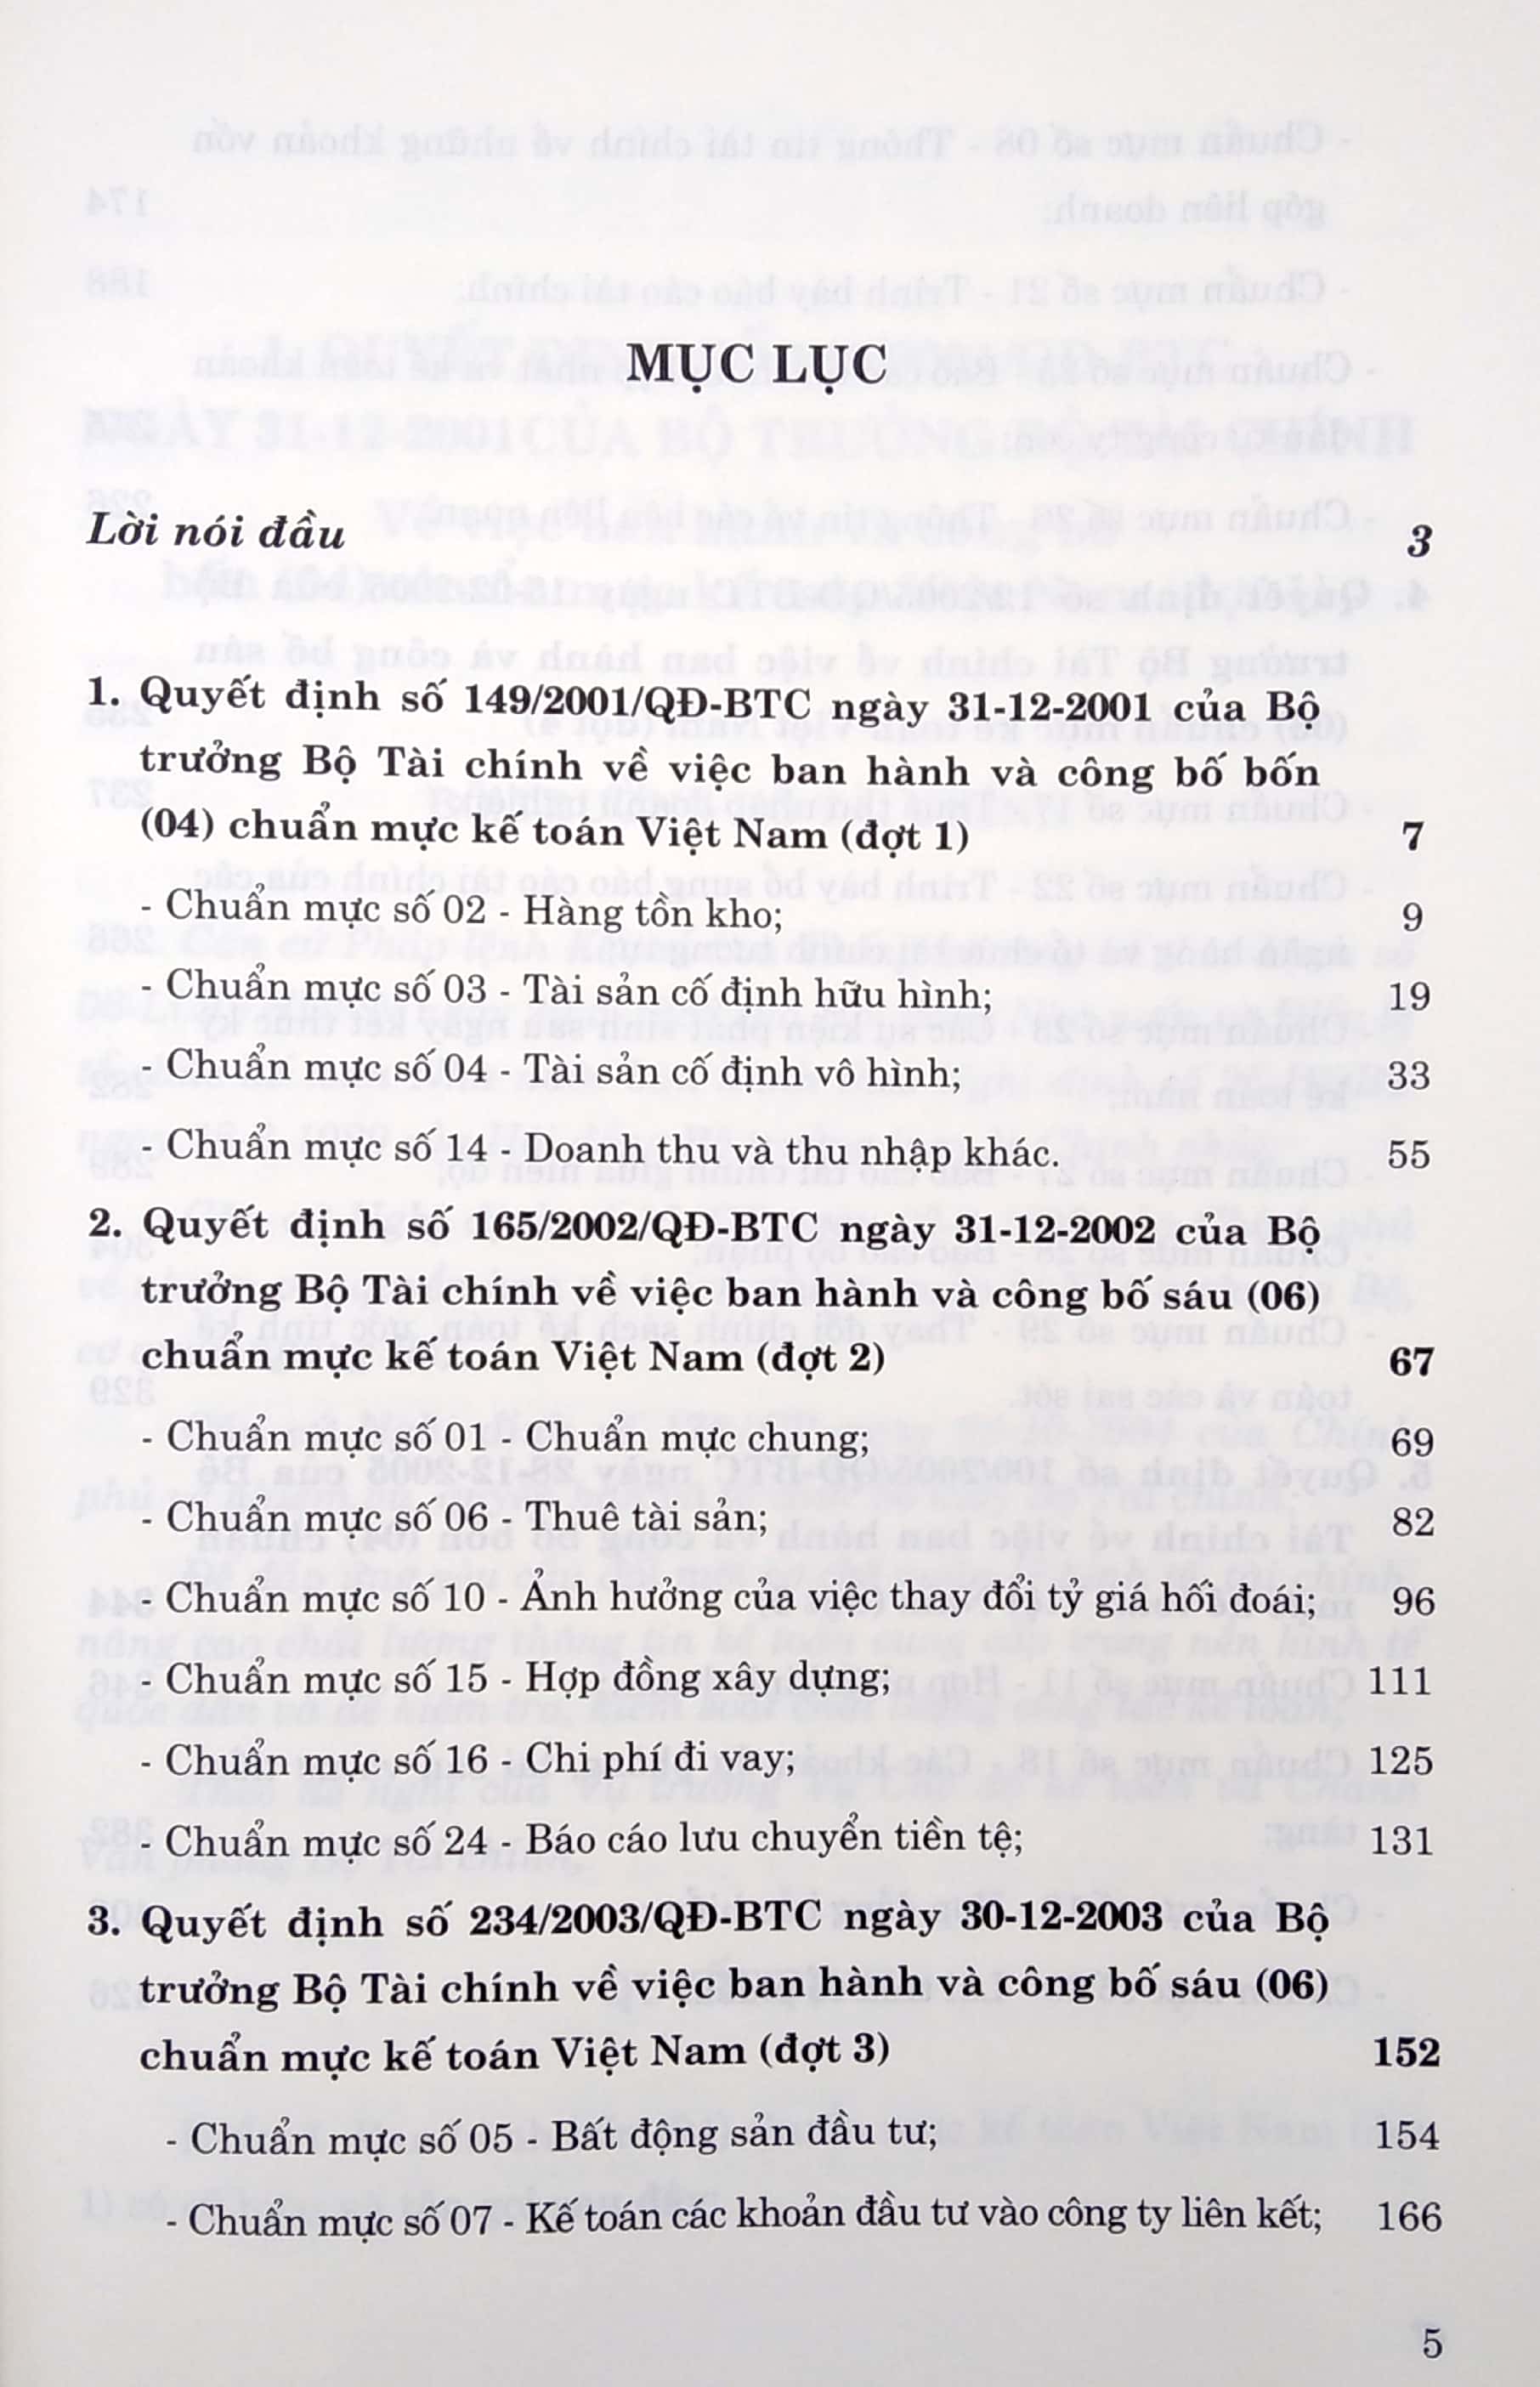 MỤC LỤC
Lời nói đầu 3
1. Quyết định số 149/2001/QĐ-BTC ngày 31-12-2001 của Bộ
trưởng Bộ Tài chính về việc ban hành và công bố bốn
(04) chuẩn mực kế toán Việt Nam (đợt 1) 7
- Chuẩn mực số 02 - Hàng tồn kho; 9
- Chuẩn mực số 03 - Tài sản cố định hữu hình; 19
- Chuẩn mực số 04 - Tài sản cố định vô hình; 33
- Chuẩn mực số 14 - Doanh thu và thu nhập khác. 55
2. Quyết định số 165/2002/QĐ-BTC ngày 31-12-2002 của Bộ
trưởng Bộ Tài chính về việc ban hành và công bố sáu (06)
chuẩn mực kế toán Việt Nam (đợt 2) 67
- Chuẩn mực số 01 - Chuẩn mực chung; 69
- Chuẩn mực số 06 - Thuê tài sản; 82
- Chuẩn mực số 10 - Ảnh hưởng của việc thay đổi tỷ giá hối đoái; 96
- Chuẩn mực số 15 - Hợp đồng xây dựng; 111
- Chuẩn mực số 16 - Chi phí đi vay; 125
- Chuẩn mực số 24 - Báo cáo lưu chuyển tiền tệ; 131
3. Quyết định số 234/2003/QĐ-BTC ngày 30-12-2003 của Bộ
trưởng Bộ Tài chính về việc ban hành và công bố sáu (06)
chuẩn mực kế toán Việt Nam (đợt 3) 152
- Chuẩn mực số 05 - Bất động sản đầu tư; 154
- Chuẩn mực số 07 - Kế toán các khoản đầu tư vào công ty liên kết; 166
5